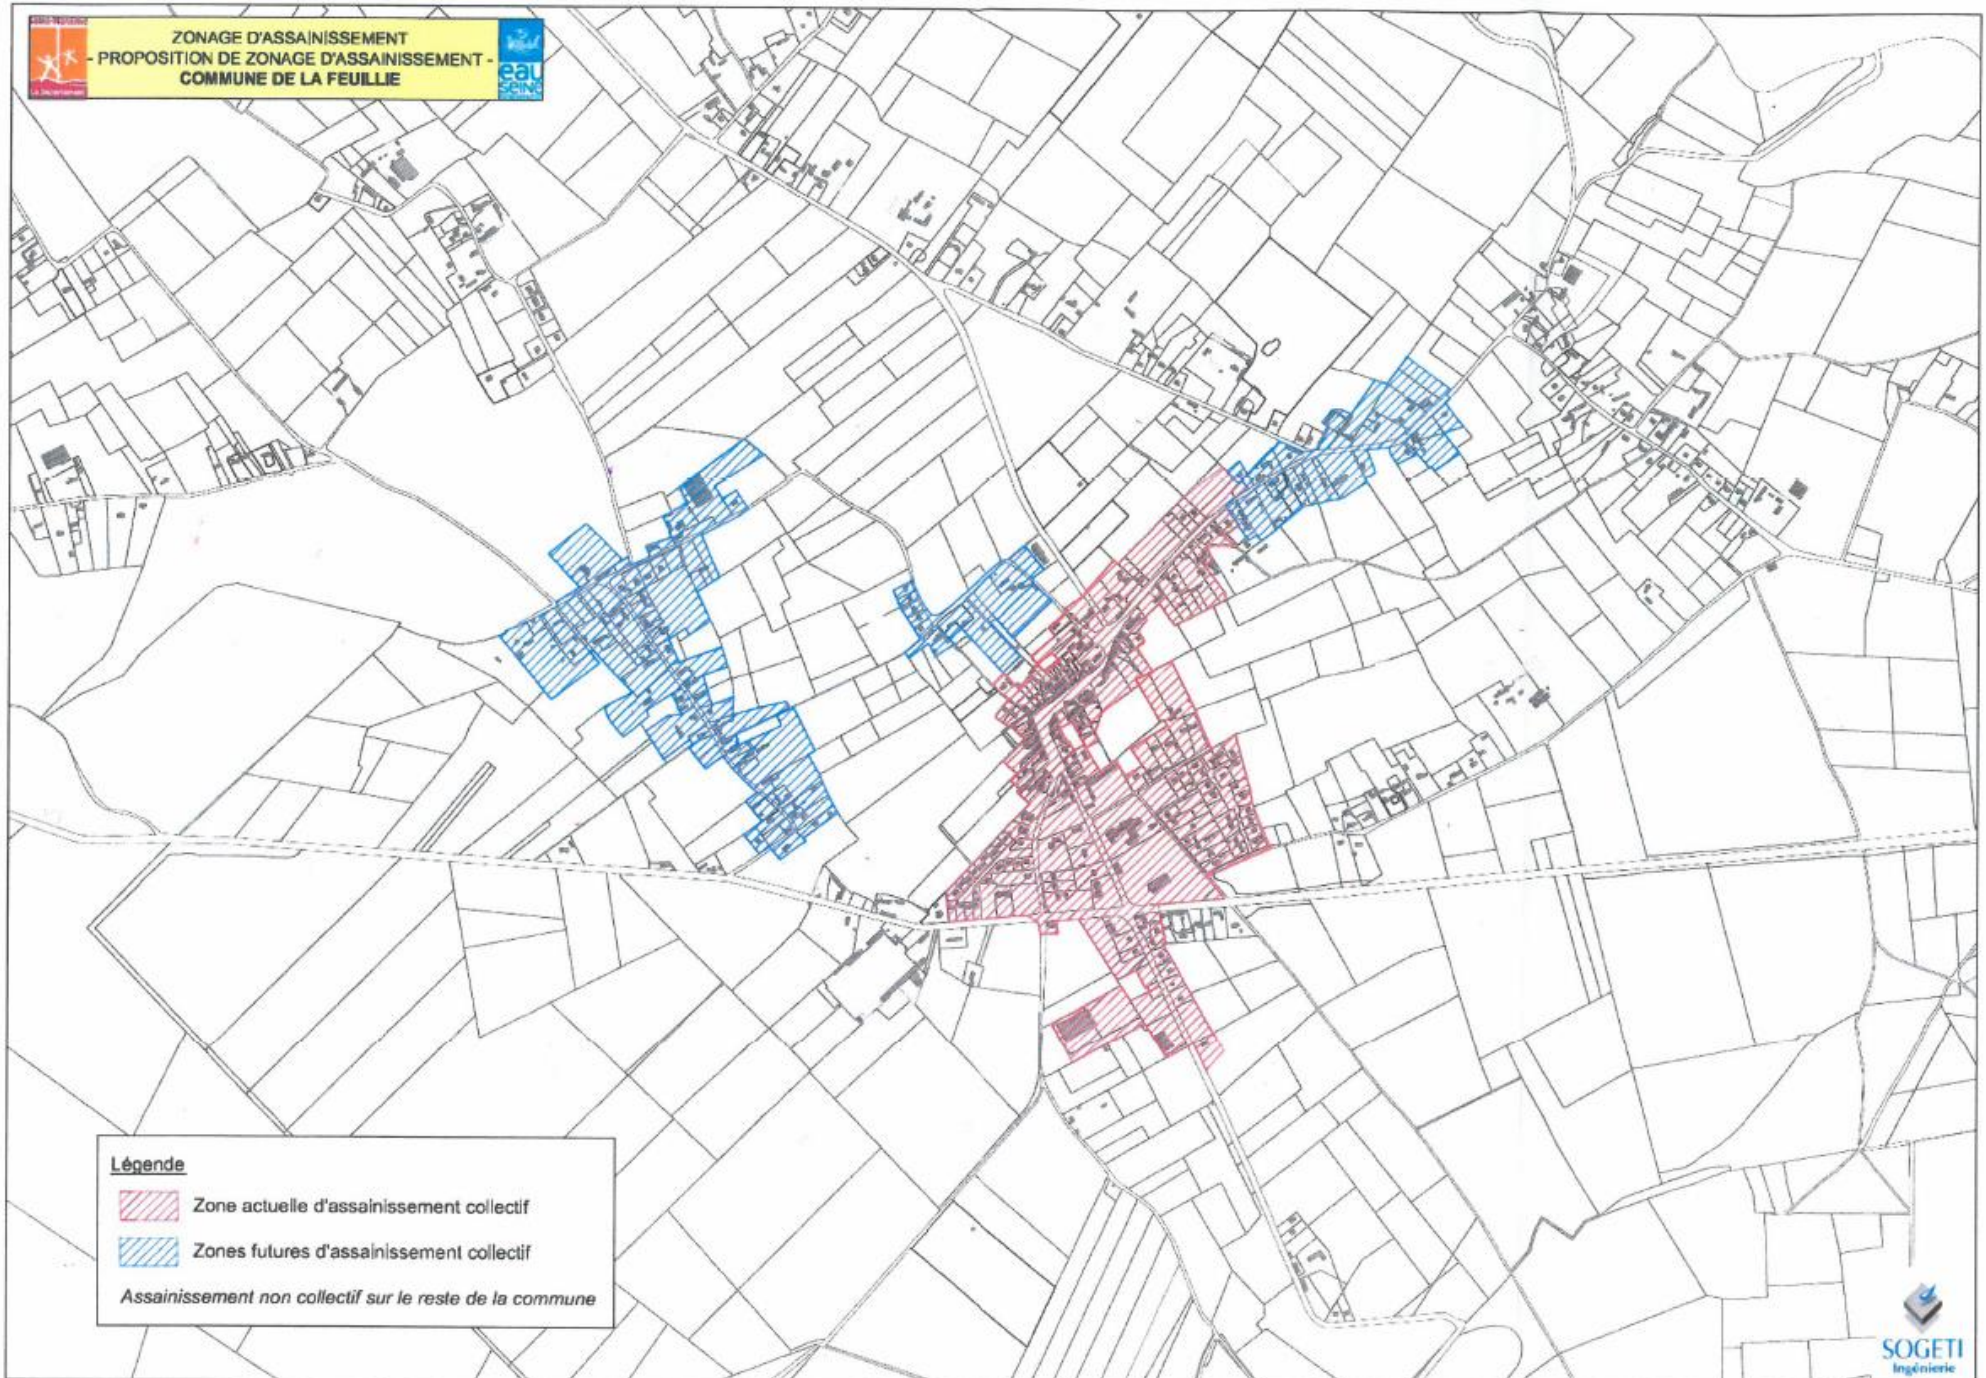 ZONAGE D'ASSAINISSEMENT
- PROPOSITION DE ZONAGE D'ASSAINISSEMENT -
COMMUNE DE LA FEUILLIE
eau
SEINE
Légende
Zone actuelle d'assainissement collectif
Zones futures d'assainissement collectif
Assainissement non collectif sur le reste de la commune
SOGETI
Ingénierie